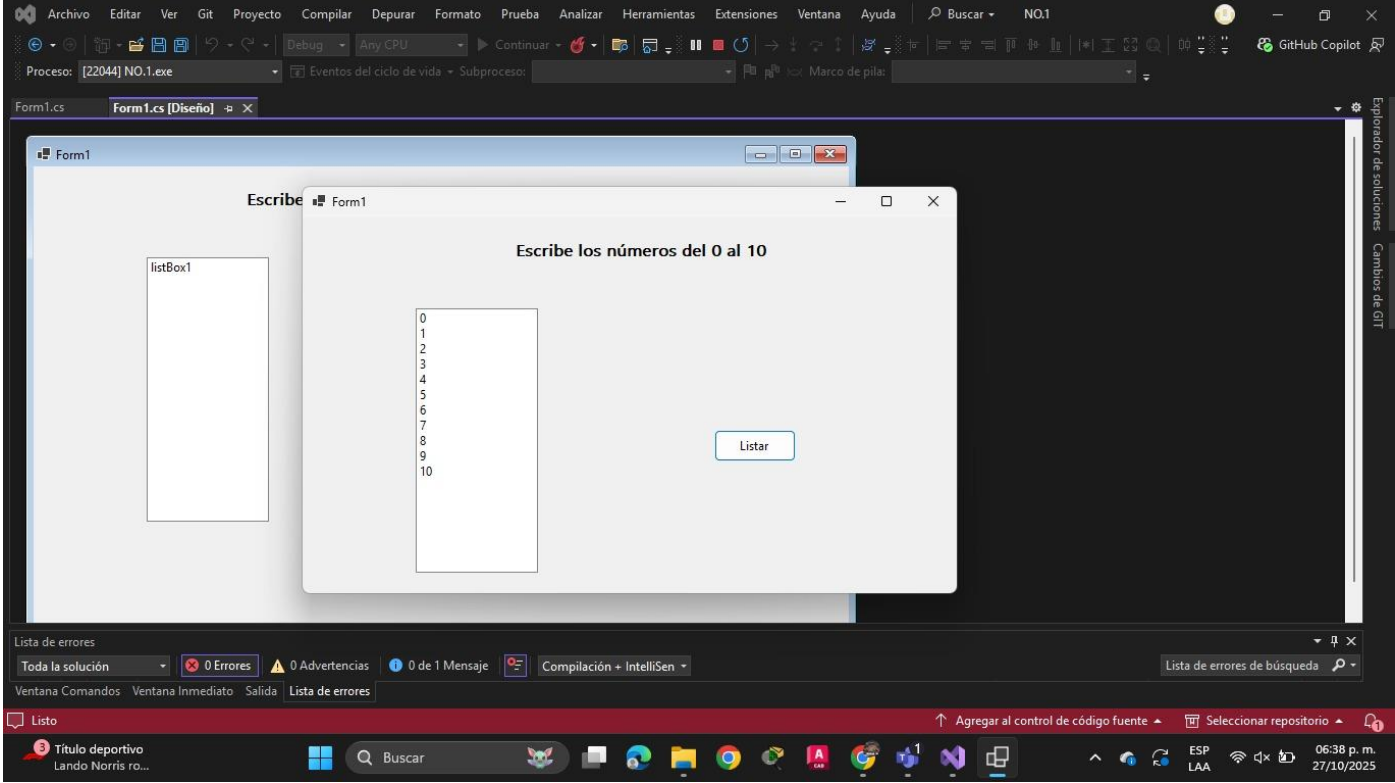 Archivo Editar Ver Git Proyecto Compilar Depurar Formato Prueba Analizar Herramientas Extensiones Ventana Ayuda Buscar NO.1
Debug Any CPU Continuar GitHub Copilot
Proceso: [22044] NO.1.exe Eventos del ciclo de vida Subproceso: Marco de pila:
Form1.cs Form1.cs [Diseño]
Explorador de soluciones
Cambios de GIT
Form1
Escribe
listBox1
Form1
Escribe los números del 0 al 10
0
1
2
3
4
5
6
7
8
9
10
Listar
Lista de errores
Toda la solución 0 Errores 0 Advertencias 0 de 1 Mensaje Compilación + IntelliSen Lista de errores de búsqueda
Ventana Comandos Ventana Inmediato Salida Lista de errores
Listo Agregar al control de código fuente Seleccionar repositorio
3 Título deportivo
Lando Norris ro...
Buscar
1
ESP
LAA
06:38 p. m.
27/10/2025